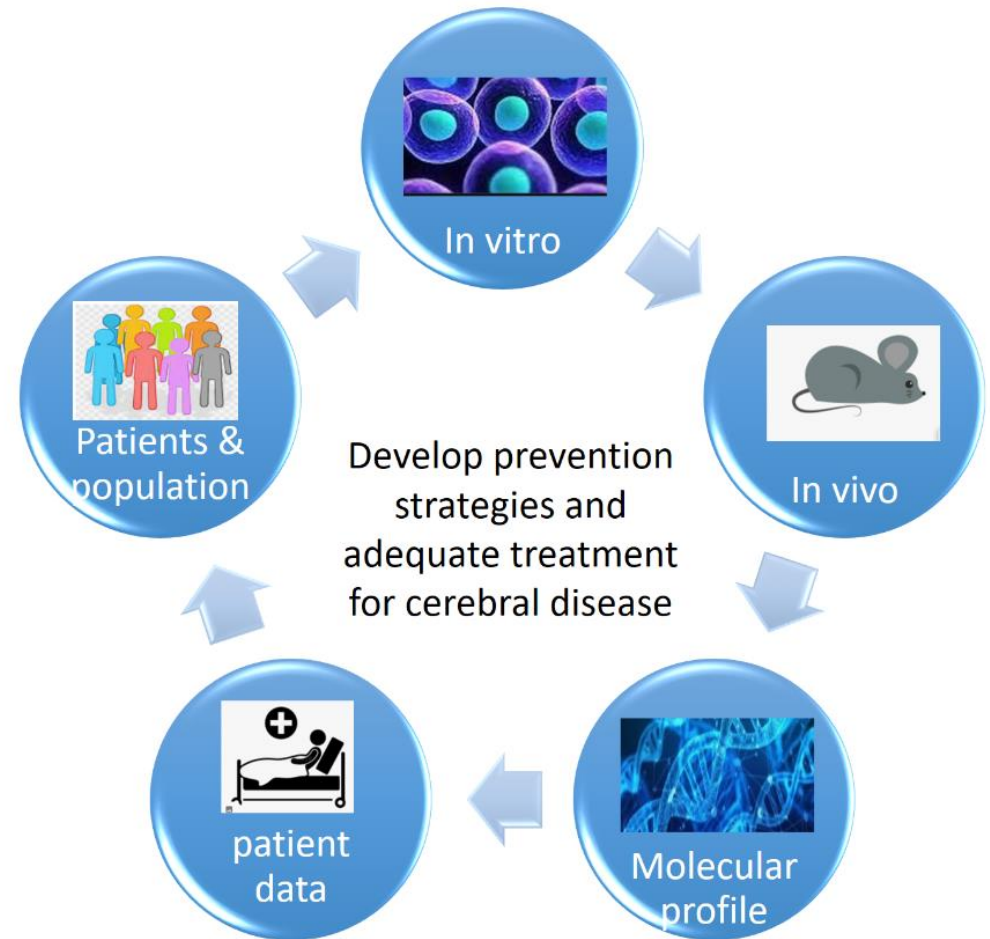 In vitro
In vivo
Molecular
profile
patient
data
Patients &
population
Develop prevention
strategies and
adequate treatment
for cerebral disease